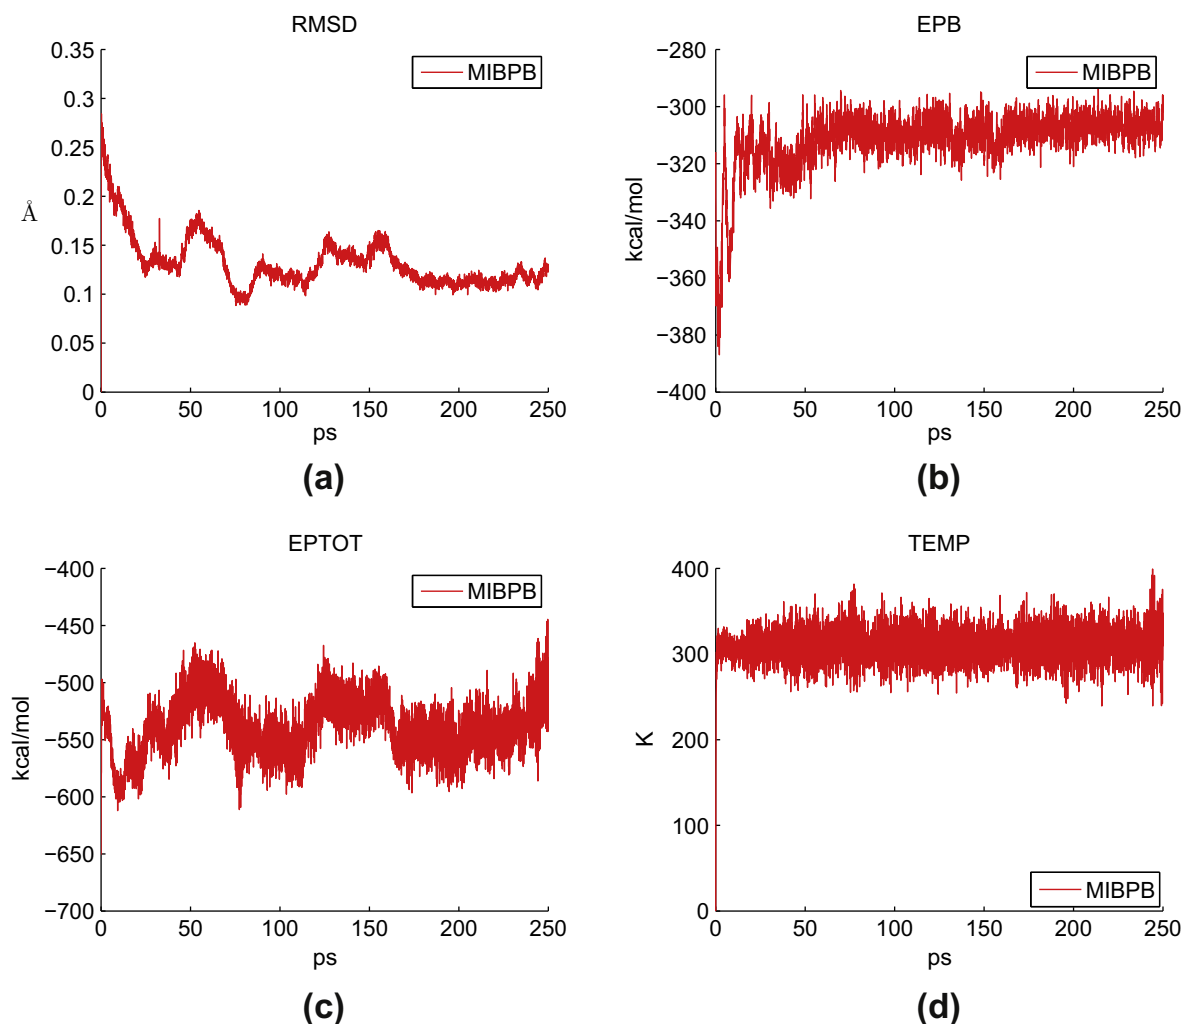 RMSD
MIBPB
0.35
0.3
0.25
0.2
0.15
0.1
0.05
0
Å
0 50 100 150 200 250
ps
(a)
EPB
MIBPB
−280
−300
−320
−340
−360
−380
−400
kcal/mol
0 50 100 150 200 250
ps
(b)
EPTOT
MIBPB
−400
−450
−500
−550
−600
−650
−700
kcal/mol
0 50 100 150 200 250
ps
(c)
TEMP
400
300
200
100
0
K
MIBPB
0 50 100 150 200 250
ps
(d)